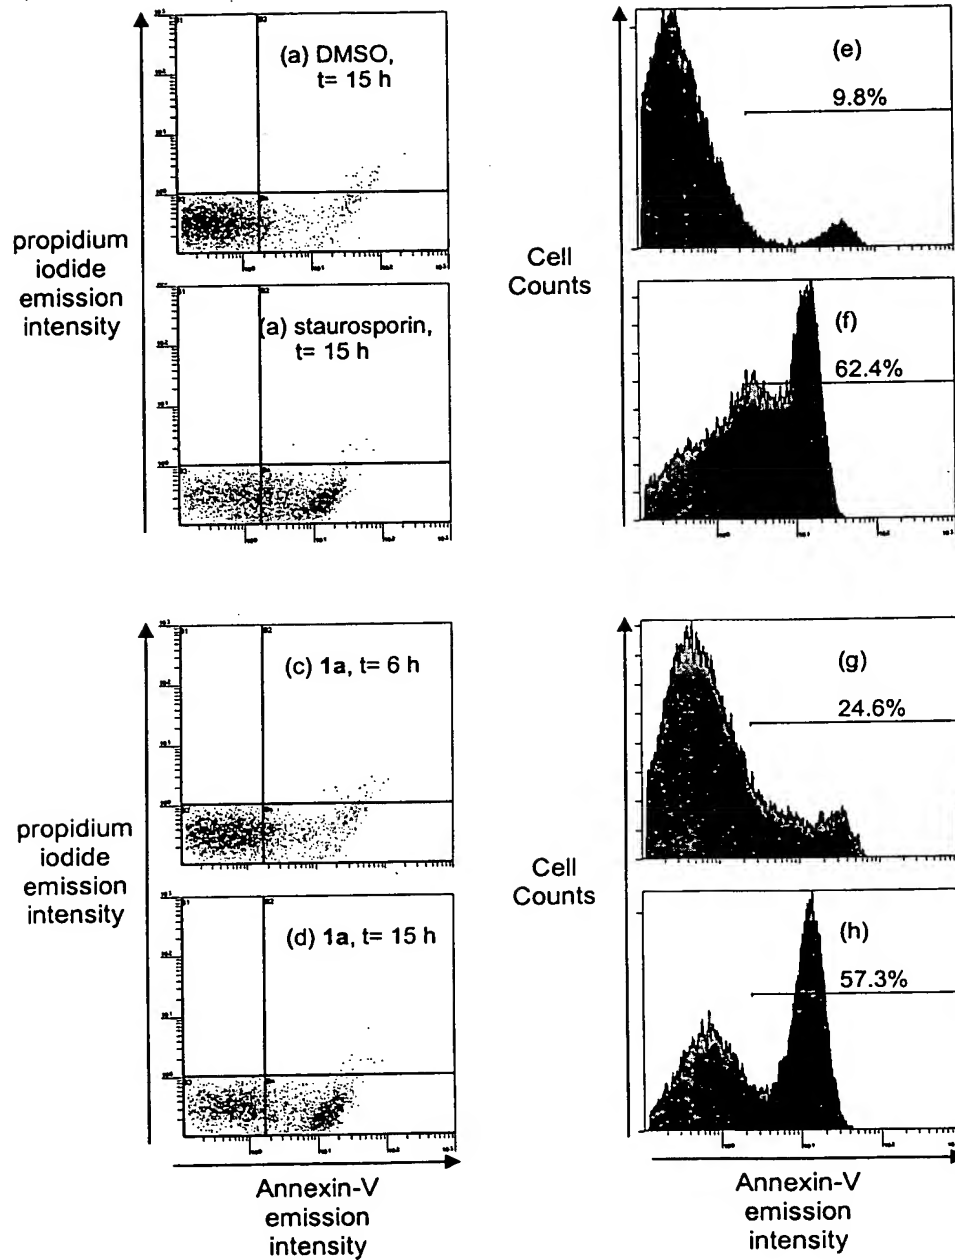 (a) DMSO,
t= 15 h
propidium
iodide
emission
intensity
(a) staurosporin,
t= 15 h
(e)
9.8%
Cell
Counts
(f)
62.4%
(c) 1a, t= 6 h
propidium
iodide
emission
intensity
(d) 1a, t= 15 h
Annexin-V
emission
intensity
(g)
24.6%
Cell
Counts
(h)
57.3%
Annexin-V
emission
intensity